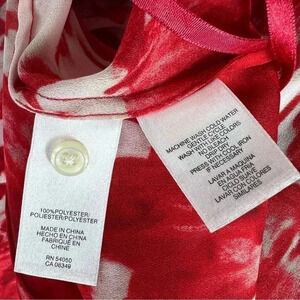 100%POLYESTER/
POLIESTER/POLYESTER
MADE IN CHINA
HECHO EN CHINA
FABRIQUÉ EN
CHINE
RN 54050
CA 08349
MACHINE WASH COLD WATER
GENTLE CYCLE
WASH WITH LIKE COLORS
NO BLEACH
DRIP DRY
PRESS WITH COOL IRON
IF NECESSARY
LAVAR A MAQUINA
EN AGUA FRIA
CICLO SUAVE
LAVAR CON COLORES
SIMILARES